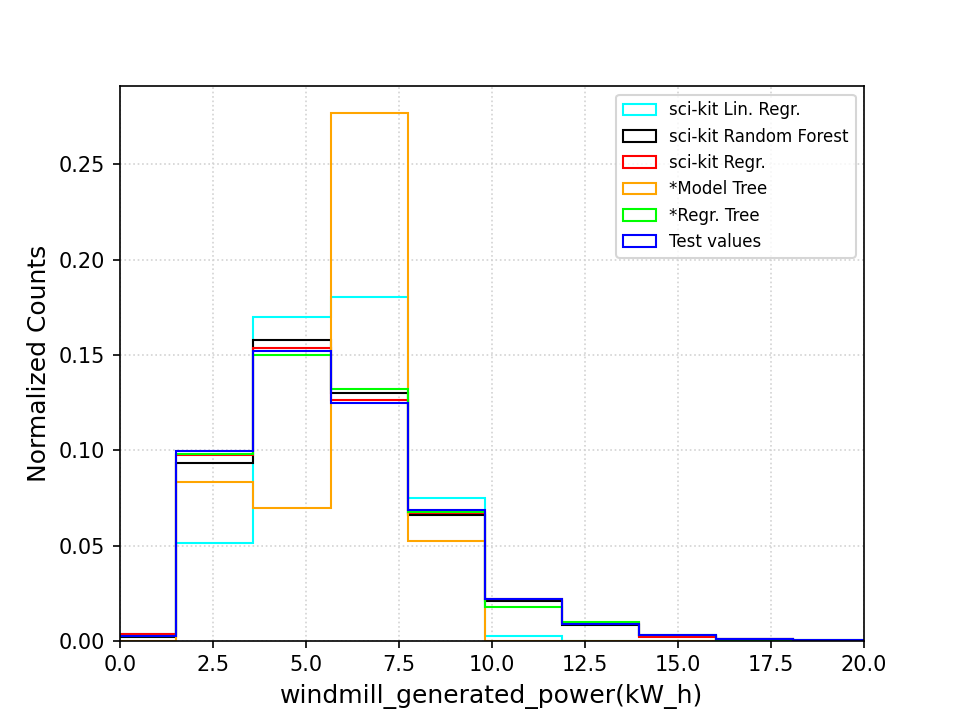 sci-kit Lin. Regr.
sci-kit Random Forest
sci-kit Regr.
*Model Tree
*Regr. Tree
Test values
Normalized Counts
0.25
0.20
0.15
0.10
0.05
0.00
0.0 2.5 5.0 7.5 10.0 12.5 15.0 17.5 20.0
windmill_generated_power(kW_h)